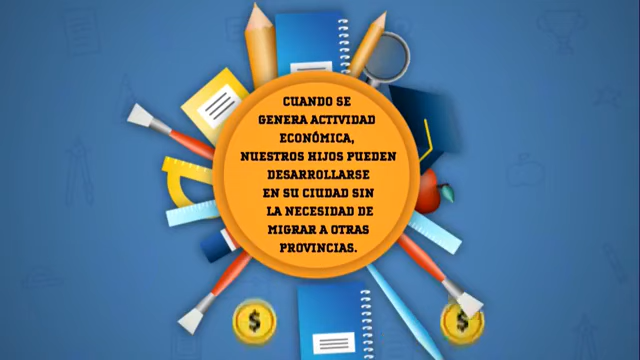 CUANDO SE
GENERA ACTIVIDAD
ECONÓMICA,
NUESTROS HIJOS PUEDEN
DESARROLLARSE
EN SU CIUDAD SIN
LA NECESIDAD DE
MIGRAR A OTRAS
PROVINCIAS.
$
$